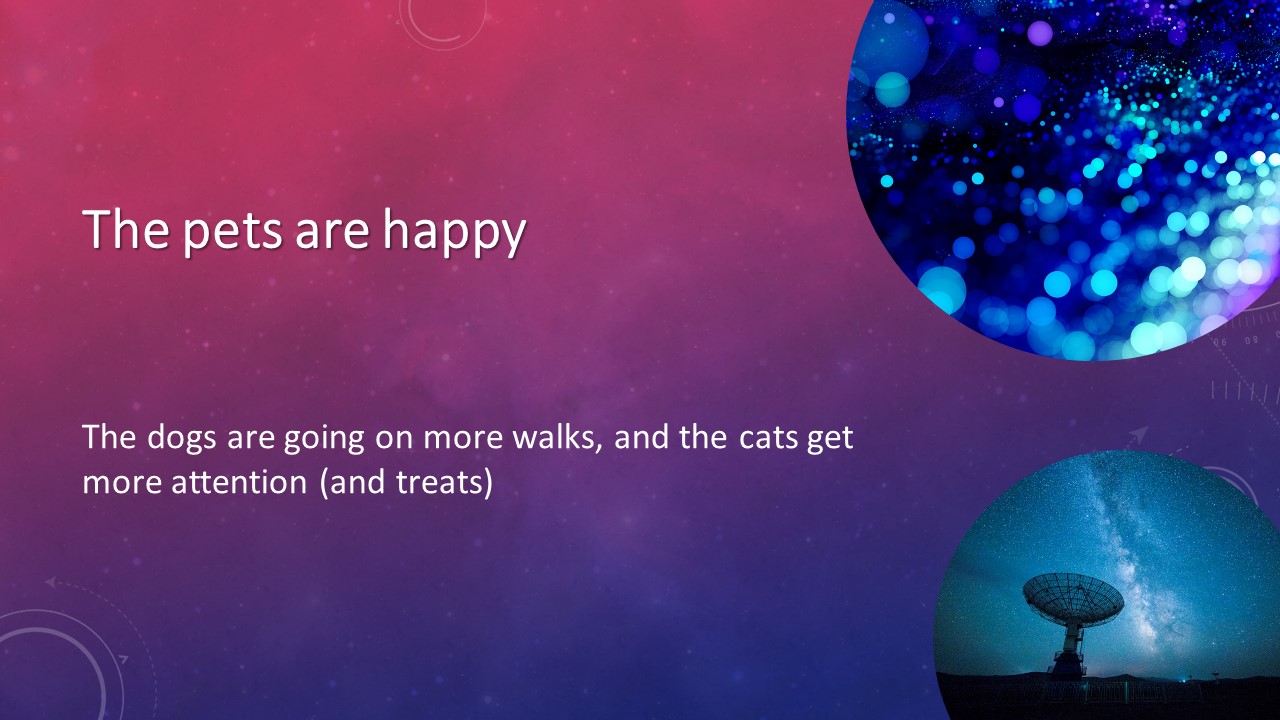 The pets are happy
The dogs are going on more walks, and the cats get
more attention (and treats)